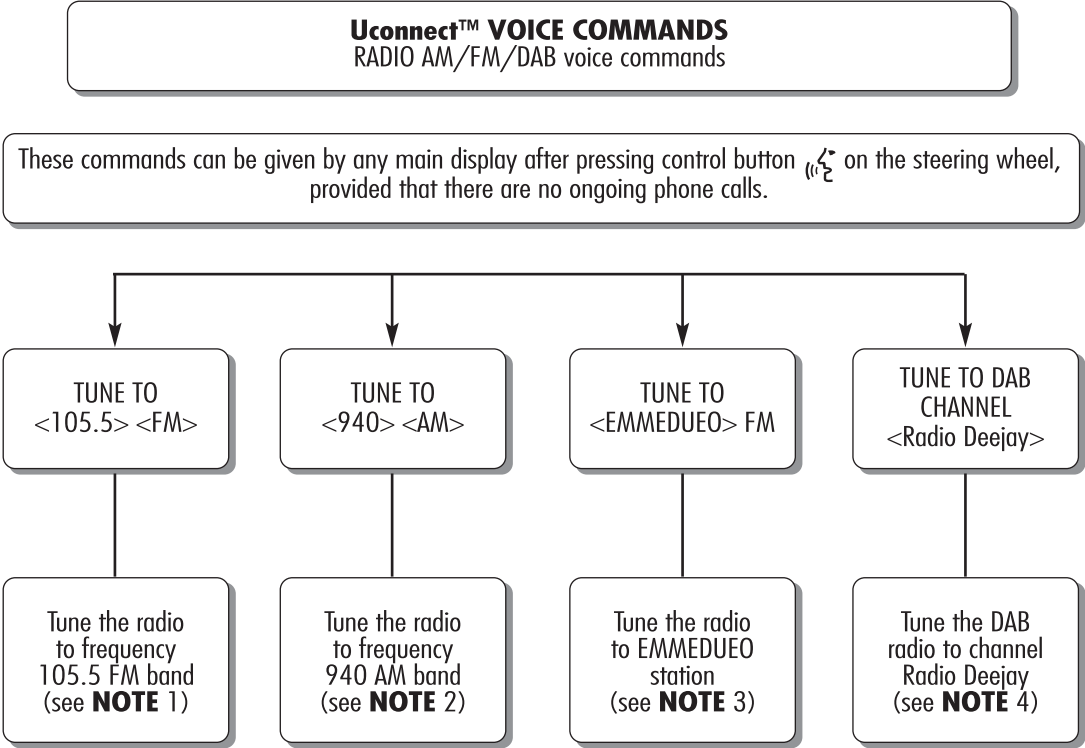 Uconnect™ VOICE COMMANDS
RADIO AM/FM/DAB voice commands
These commands can be given by any main display after pressing control button on the steering wheel,
provided that there are no ongoing phone calls.
TUNE TO
<105.5> <FM>
TUNE TO
<940> <AM>
TUNE TO
<EMMEDUEO> FM
TUNE TO DAB
CHANNEL
<Radio Deejay>
Tune the radio
to frequency
105.5 FM band
(see NOTE 1)
Tune the radio
to frequency
940 AM band
(see NOTE 2)
Tune the radio
to EMMEDUEO
station
(see NOTE 3)
Tune the DAB
radio to channel
Radio Deejay
(see NOTE 4)